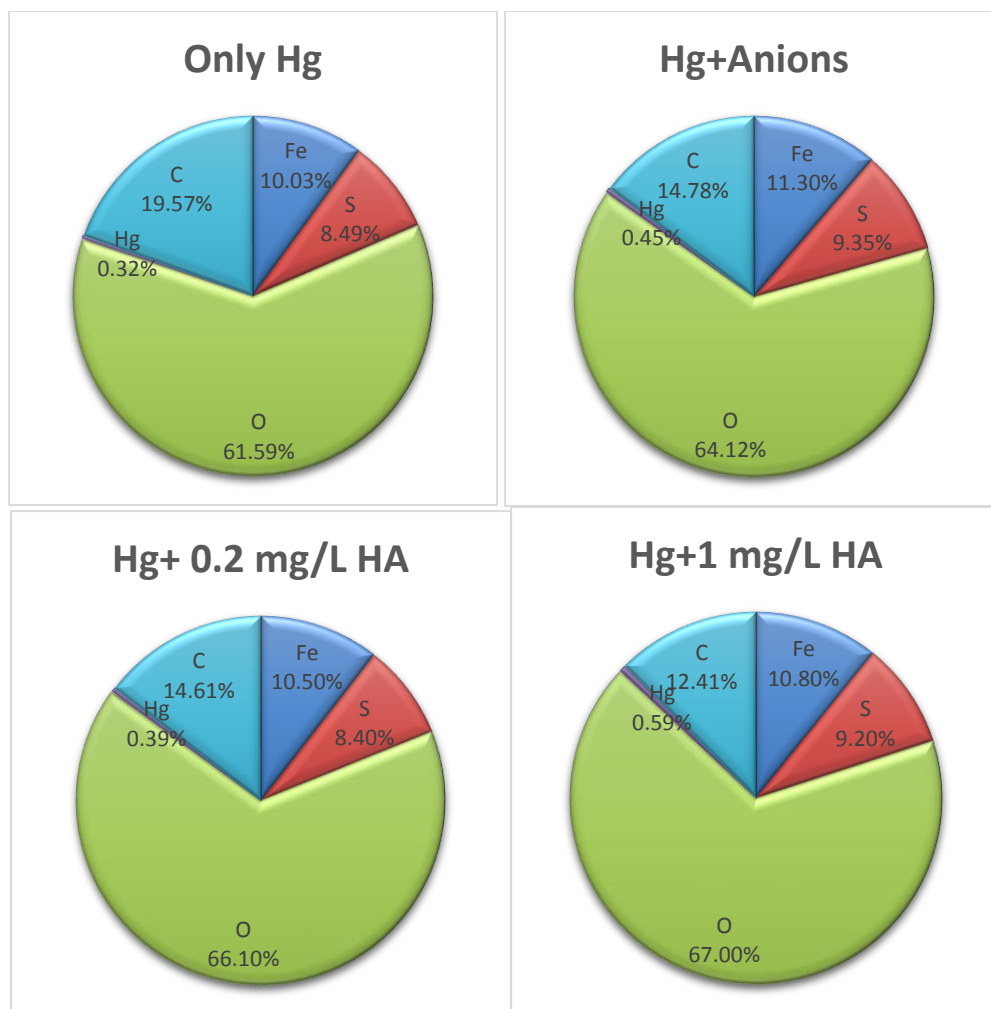 Only Hg
Fe
10.03%
S
8.49%
O
61.59%
Hg
0.32%
C
19.57%
Hg+Anions
Fe
11.30%
S
9.35%
O
64.12%
Hg
0.45%
C
14.78%
Hg+ 0.2 mg/L HA
Fe
10.50%
S
8.40%
O
66.10%
Hg
0.39%
C
14.61%
Hg+1 mg/L HA
Fe
10.80%
S
9.20%
O
67.00%
Hg
0.59%
C
12.41%